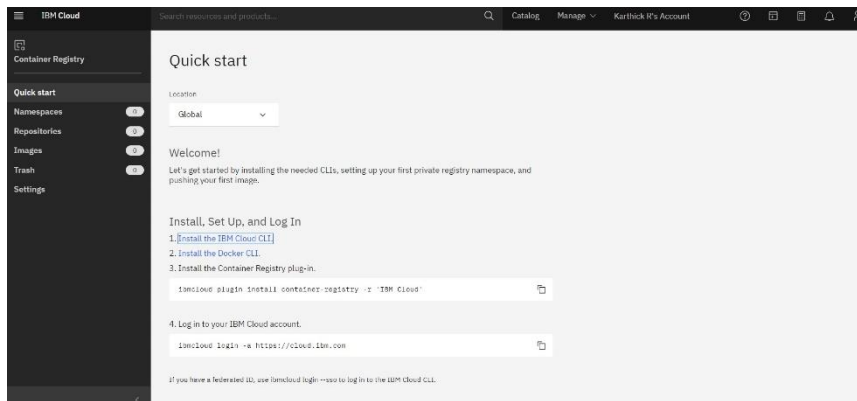 IBM Cloud
Search resources and products...
Catalog
Manage
Karthick R's Account
Container Registry
Quick start
Namespaces 0
Repositories 0
Images 0
Trash 0
Settings
Quick start
Location
Global
Welcome!
Let's get started by installing the needed CLIs, setting up your first private registry namespace, and
pushing your first image.
Install, Set Up, and Log In
1. Install the IBM Cloud CLI.
2. Install the Docker CLI.
3. Install the Container Registry plug-in.
ibmcloud plugin install container-registry -r 'IBM Cloud'
4. Log in to your IBM Cloud account.
ibmcloud login -a https://cloud.ibm.com
If you have a federated ID, use ibmcloud login --sso to log in to the IBM Cloud CLI.